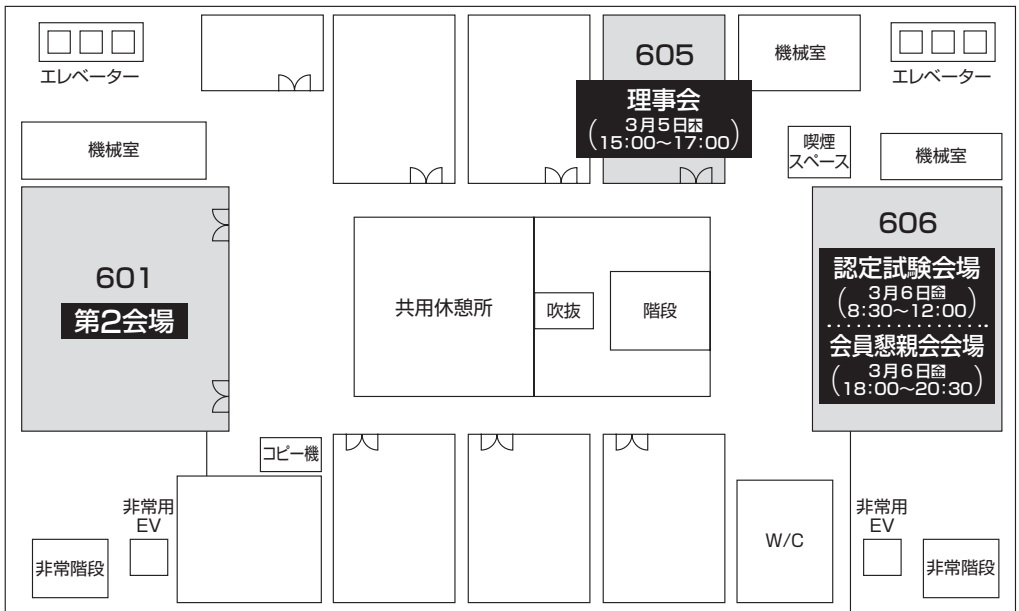 エレベーター
605
機械室
エレベーター
理事会
(3月5日木
15:00~17:00)
機械室
喫煙
スペース
機械室
601
第2会場
606
認定試験会場
(3月6日金
8:30~12:00)
会員懇親会会場
(3月6日金
18:00~20:30)
共用休憩所
吹抜
階段
コピー機
非常用
EV
非常階段
W/C
非常用
EV
非常階段